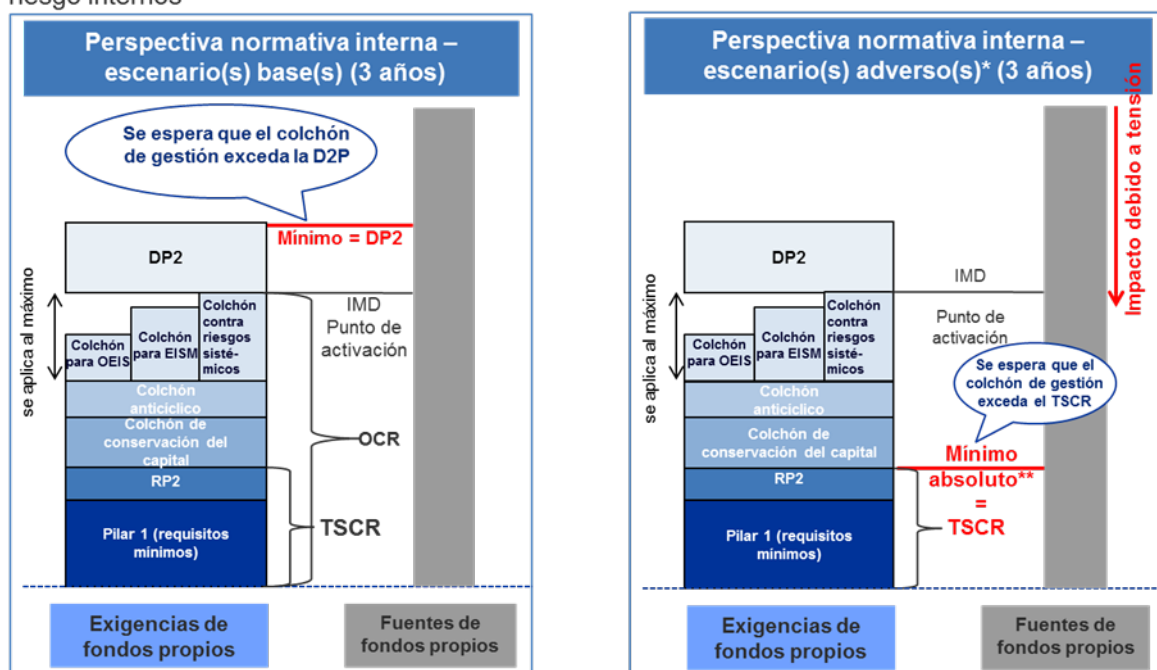 riesgo internos
Perspectiva normativa interna –
escenario(s) base(s) (3 años)
Se espera que el colchón
de gestión exceda la D2P
Mínimo = DP2
DP2
se aplica al máximo
IMD
Punto de
activación
Colchón
para OEIS
Colchón
para EISM
Colchón
contra
riesgos
sisté-
micos
Colchón
anticíclico
Colchón de
conservación del
capital
OCR
RP2
TSCR
Pilar 1 (requisitos
mínimos)
Exigencias de
fondos propios
Fuentes de
fondos propios
Perspectiva normativa interna –
escenario(s) adverso(s)* (3 años)
Impacto debido a tensión
DP2
se aplica al máximo
IMD
Punto de
activación
Colchón
para OEIS
Colchón
para EISM
Colchón
contra
riesgos
sisté-
micos
Se espera que el
colchón de gestión
exceda el TSCR
Colchón
anticíclico
Colchón de
conservación del capital
Mínimo
absoluto**
=
TSCR
RP2
Pilar 1 (requisitos
mínimos)
Exigencias de
fondos propios
Fuentes de
fondos propios